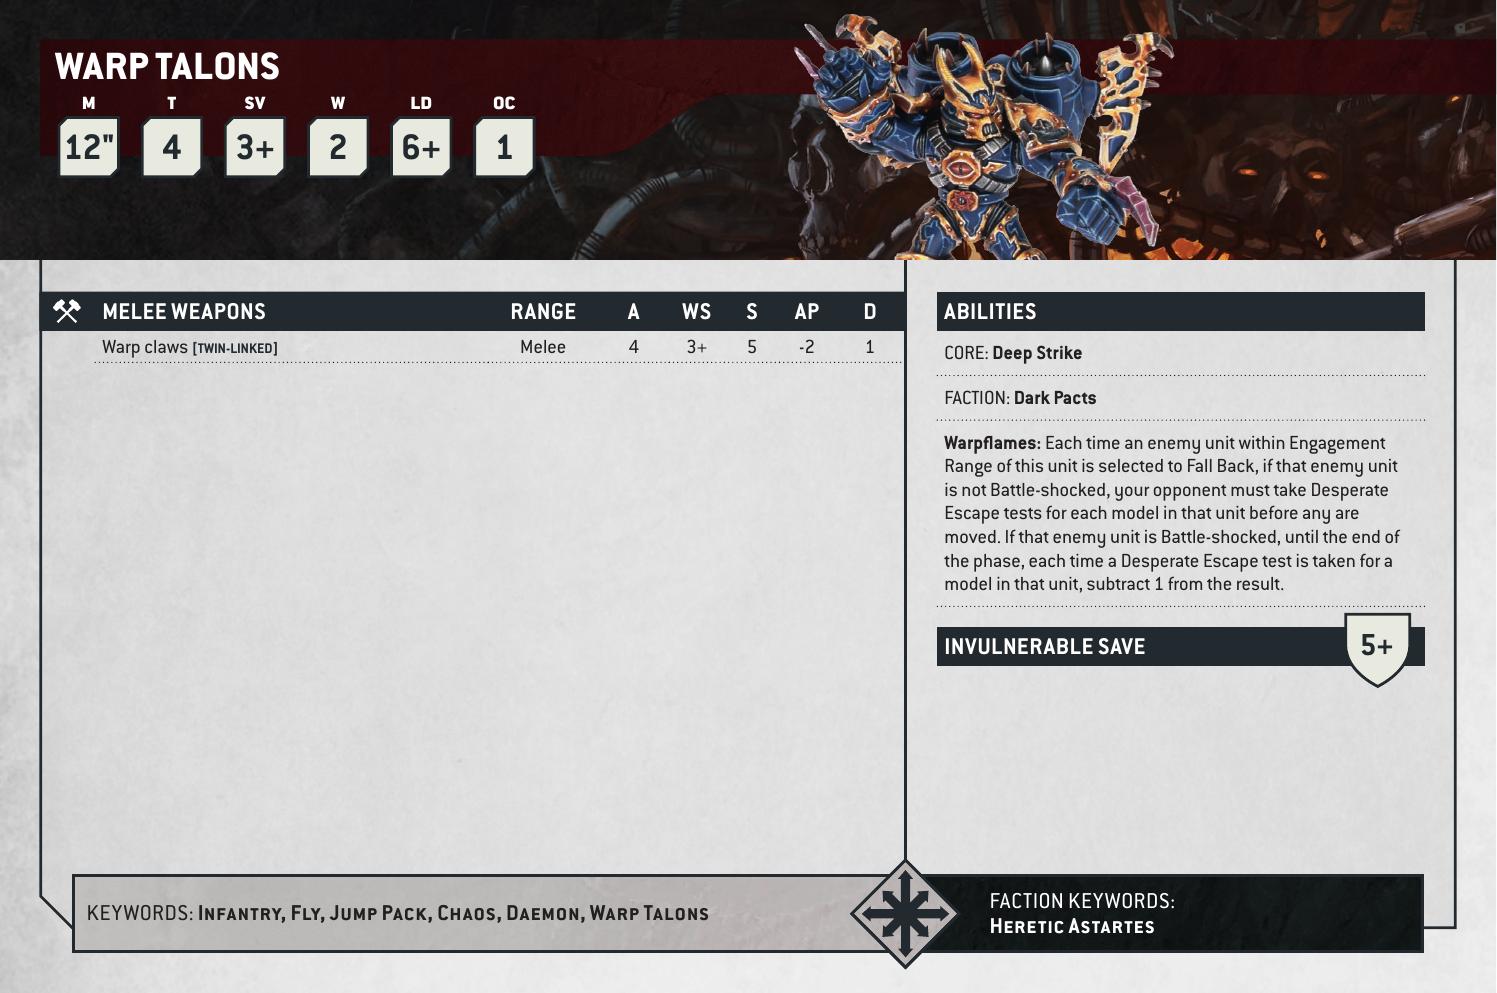 WARP TALONS
M T SV W LD OC
12" 4 3+ 2 6+ 1
MELEE WEAPONS RANGE A WS S AP D
Warp claws [TWIN-LINKED] Melee 4 3+ 5 -2 1
ABILITIES
CORE: Deep Strike
FACTION: Dark Pacts
Warpflames: Each time an enemy unit within Engagement
Range of this unit is selected to Fall Back, if that enemy unit
is not Battle-shocked, your opponent must take Desperate
Escape tests for each model in that unit before any are
moved. If that enemy unit is Battle-shocked, until the end of
the phase, each time a Desperate Escape test is taken for a
model in that unit, subtract 1 from the result.
INVULNERABLE SAVE 5+
KEYWORDS: INFANTRY, FLY, JUMP PACK, CHAOS, DAEMON, WARP TALONS
FACTION KEYWORDS:
HERETIC ASTARTES